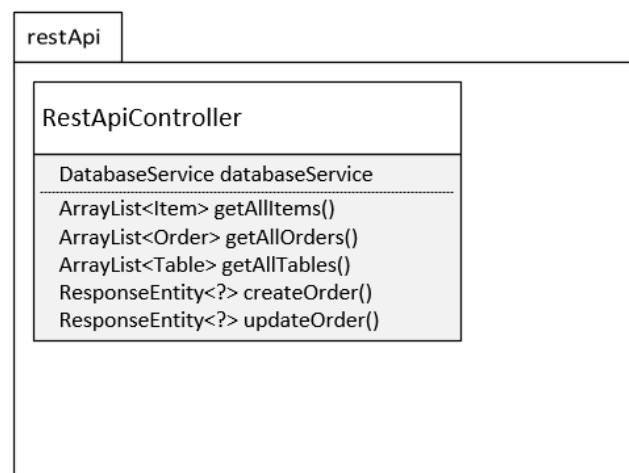 restApi
RestApiController
DatabaseService databaseService
ArrayList<Item> getAllItems()
ArrayList<Order> getAllOrders()
ArrayList<Table> getAllTables()
ResponseEntity<?> createOrder()
ResponseEntity<?> updateOrder()